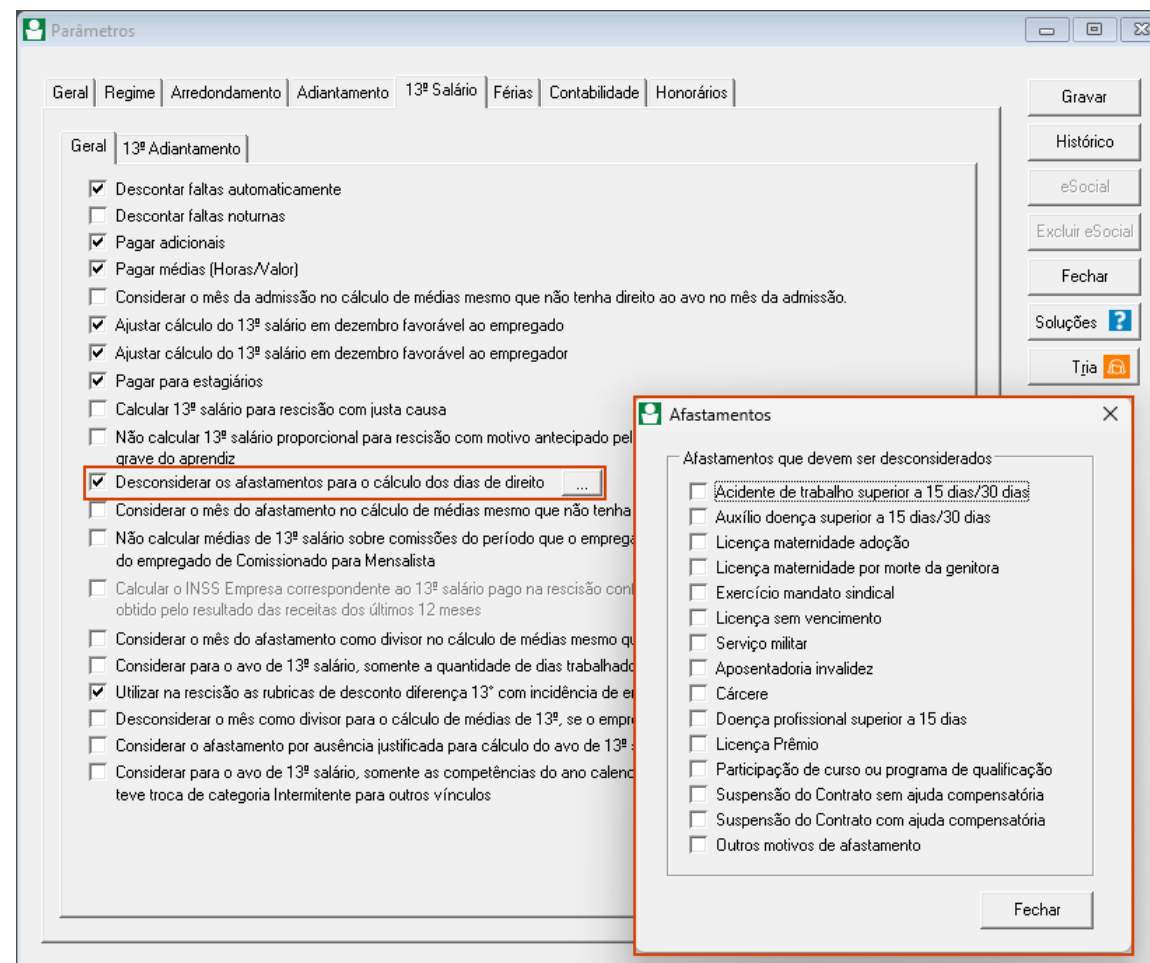 Parâmetros
Geral Regime Arredondamento Adiantamento 13º Salário Férias Contabilidade Honorários
Geral 13º Adiantamento
Descontar faltas automaticamente
Descontar faltas noturnas
Pagar adicionais
Pagar médias (Horas/Valor)
Considerar o mês da admissão no cálculo de médias mesmo que não tenha direito ao avo no mês da admissão.
Ajustar cálculo do 13º salário em dezembro favorável ao empregado
Ajustar cálculo do 13º salário em dezembro favorável ao empregador
Pagar para estagiários
Calcular 13º salário para rescisão com justa causa
Não calcular 13º salário proporcional para rescisão com motivo antecipado pel
grave do aprendiz
Desconsiderar os afastamentos para o cálculo dos dias de direito ...
Considerar o mês do afastamento no cálculo de médias mesmo que não tenha
Não calcular médias de 13º salário sobre comissões do período que o emprega
do empregado de Comissionado para Mensalista
Calcular o INSS Empresa correspondente ao 13º salário pago na rescisão con
obtido pelo resultado das receitas dos últimos 12 meses
Considerar o mês do afastamento como divisor no cálculo de médias mesmo qu
Considerar para o avo de 13º salário, somente a quantidade de dias trabalhado
Utilizar na rescisão as rubricas de desconto diferença 13° com incidência de e
Desconsiderar o mês como divisor para o cálculo de médias de 13º, se o empr
Considerar o afastamento por ausência justificada para cálculo do avo de 13º
Considerar para o avo de 13º salário, somente as competências do ano calend
teve troca de categoria Intermitente para outros vínculos
Gravar
Histórico
eSocial
Excluir eSocial
Fechar
Soluções ?
Tria
Afastamentos
Afastamentos que devem ser desconsiderados
Acidente de trabalho superior a 15 dias/30 dias
Auxílio doença superior a 15 dias/30 dias
Licença maternidade adoção
Licença maternidade por morte da genitora
Exercício mandato sindical
Licença sem vencimento
Serviço militar
Aposentadoria invalidez
Cárcere
Doença profissional superior a 15 dias
Licença Prêmio
Participação de curso ou programa de qualificação
Suspensão do Contrato sem ajuda compensatória
Suspensão do Contrato com ajuda compensatória
Outros motivos de afastamento
Fechar